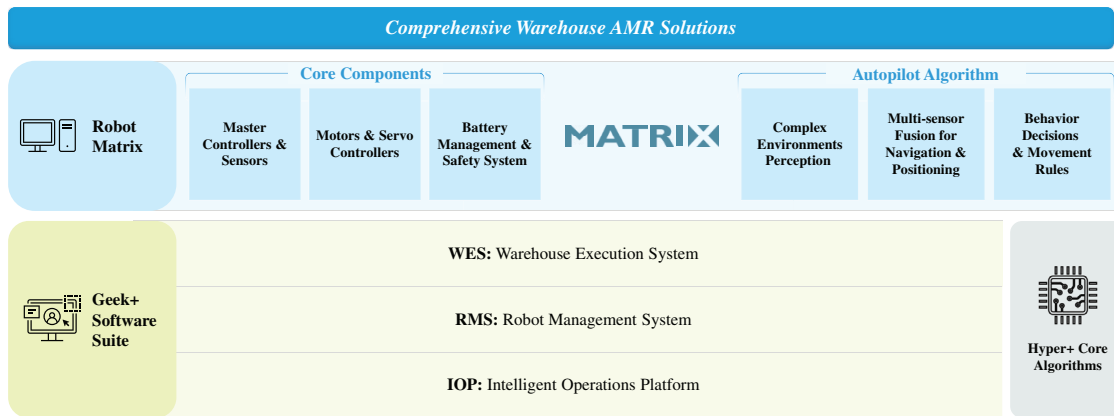 Comprehensive Warehouse AMR Solutions
Robot
Matrix
Core Components
Master
Controllers &
Sensors
Motors & Servo
Controllers
Battery
Management &
Safety System
MATRIX
Autopilot Algorithm
Complex
Environments
Perception
Multi-sensor
Fusion for
Navigation &
Positioning
Behavior
Decisions
& Movement
Rules
Geek+
Software
Suite
WES: Warehouse Execution System
RMS: Robot Management System
IOP: Intelligent Operations Platform
Hyper+ Core
Algorithms